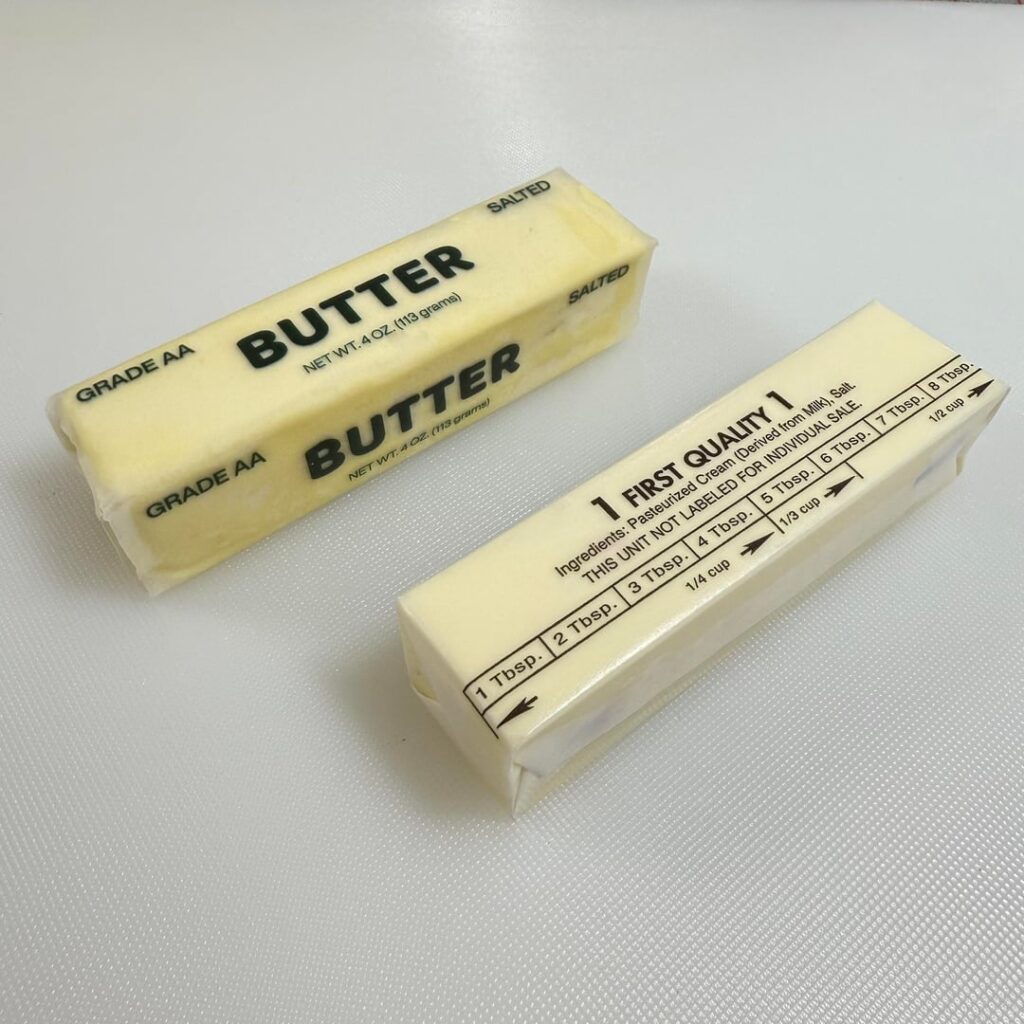 GRADE AA
BUTTER
SALTED
NET WT. 4 OZ. (113 grams)
GRADE AA
BUTTER
SALTED
NET WT. 4 OZ. (113 grams)
1 FIRST QUALITY 1
Ingredients: Pasteurized Cream (Derived from Milk), Salt.
THIS UNIT NOT LABELED FOR INDIVIDUAL SALE.
1 Tbsp. 2 Tbsp. 3 Tbsp. 4 Tbsp. 5 Tbsp. 6 Tbsp. 7 Tbsp. 8 Tbsp.
1/4 cup 1/3 cup 1/2 cup